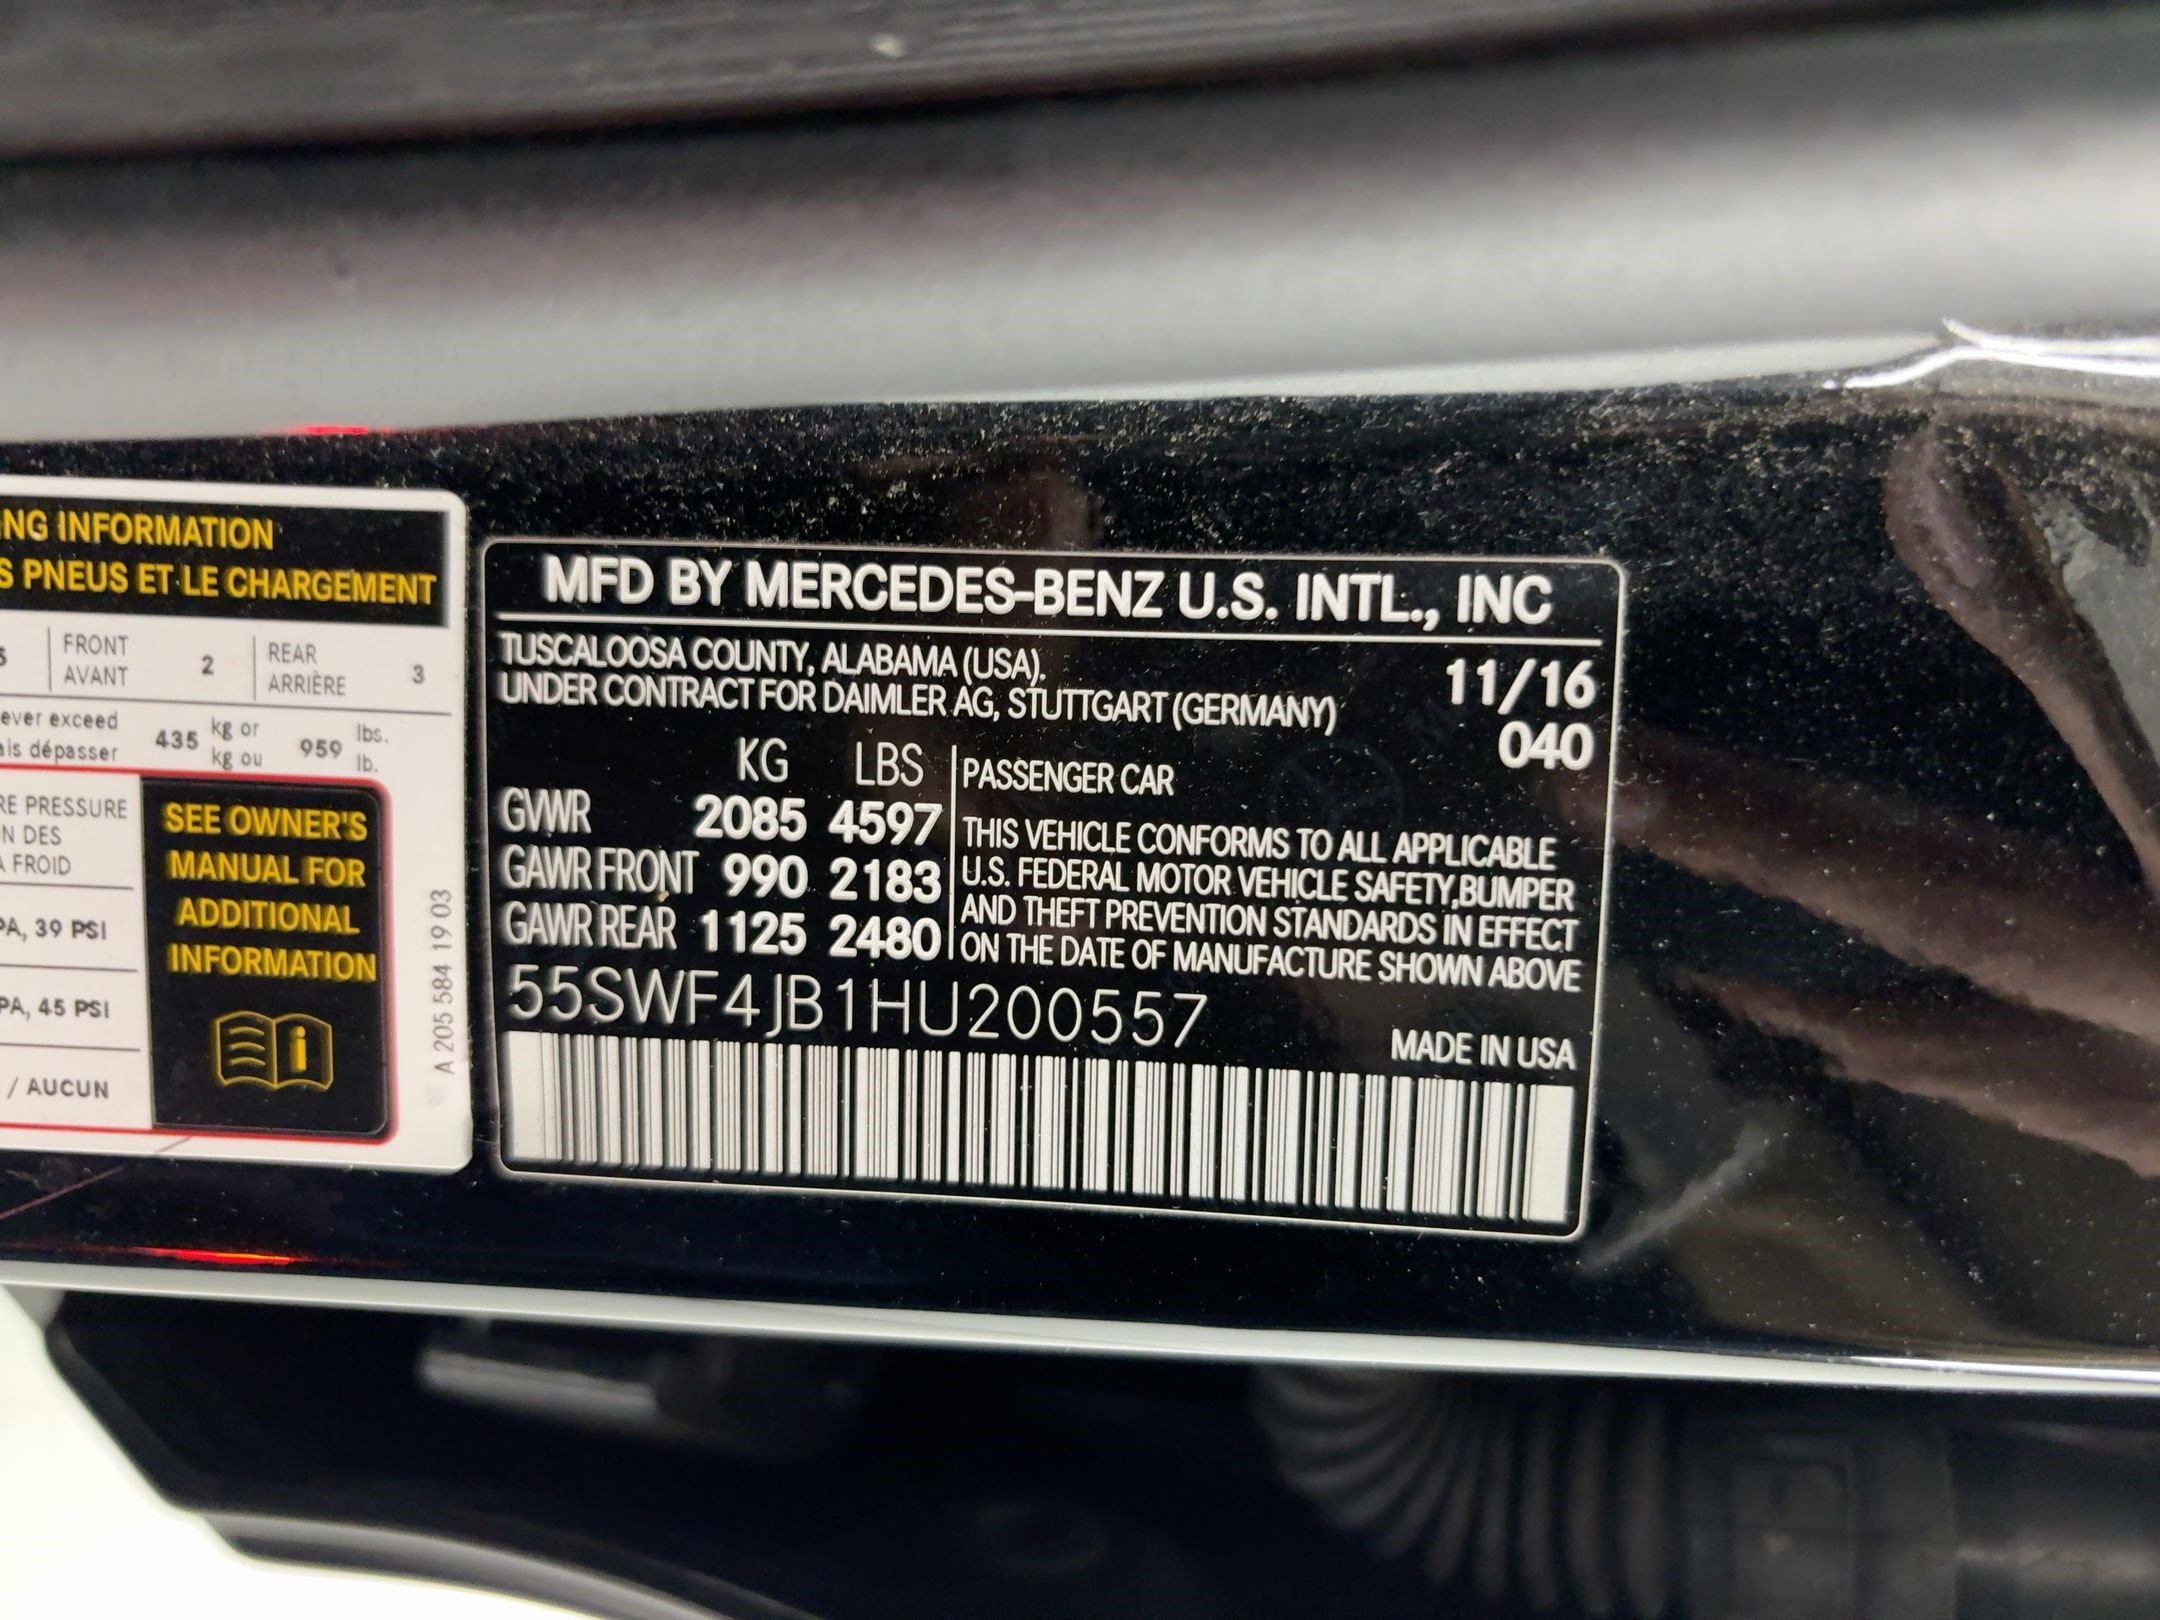 NG INFORMATION
S PNEUS ET LE CHARGEMENT
5 FRONT 2 REAR 3
AVANT ARRIÈRE
ever exceed 435 kg or 959 lbs.
ais dépasser kg ou lb.
RE PRESSURE
N DES
À FROID
PA, 39 PSI
PA, 45 PSI
/ AUCUN
SEE OWNER'S
MANUAL FOR
ADDITIONAL
INFORMATION
A 205 584 19 03
MFD BY MERCEDES-BENZ U.S. INTL., INC
TUSCALOOSA COUNTY, ALABAMA (USA).
UNDER CONTRACT FOR DAIMLER AG, STUTTGART (GERMANY)
11/16
040
KG LBS
GVWR 2085 4597
GAWR FRONT 990 2183
GAWR REAR 1125 2480
PASSENGER CAR
THIS VEHICLE CONFORMS TO ALL APPLICABLE
U.S. FEDERAL MOTOR VEHICLE SAFETY,BUMPER
AND THEFT PREVENTION STANDARDS IN EFFECT
ON THE DATE OF MANUFACTURE SHOWN ABOVE
55SWF4JB1HU200557
MADE IN USA